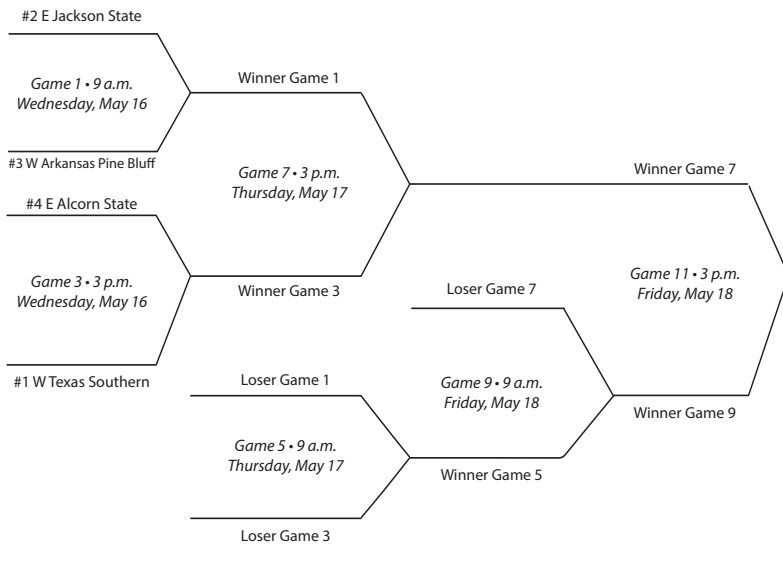 #2 E Jackson State
Game 1 • 9 a.m.
Wednesday, May 16
#3 W Arkansas Pine Bluff
Winner Game 1
Game 7 • 3 p.m.
Thursday, May 17
#4 E Alcorn State
Game 3 • 3 p.m.
Wednesday, May 16
#1 W Texas Southern
Winner Game 3
Winner Game 7
Game 11 • 3 p.m.
Friday, May 18
Loser Game 7
Game 9 • 9 a.m.
Friday, May 18
Winner Game 9
Loser Game 1
Game 5 • 9 a.m.
Thursday, May 17
Winner Game 5
Loser Game 3